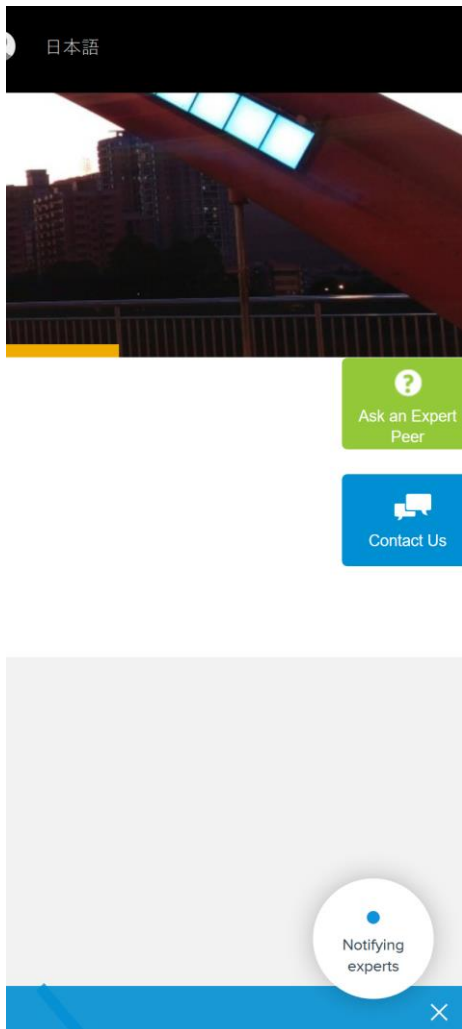 日本語
Ask an Expert
Peer
Contact Us
Notifying
experts